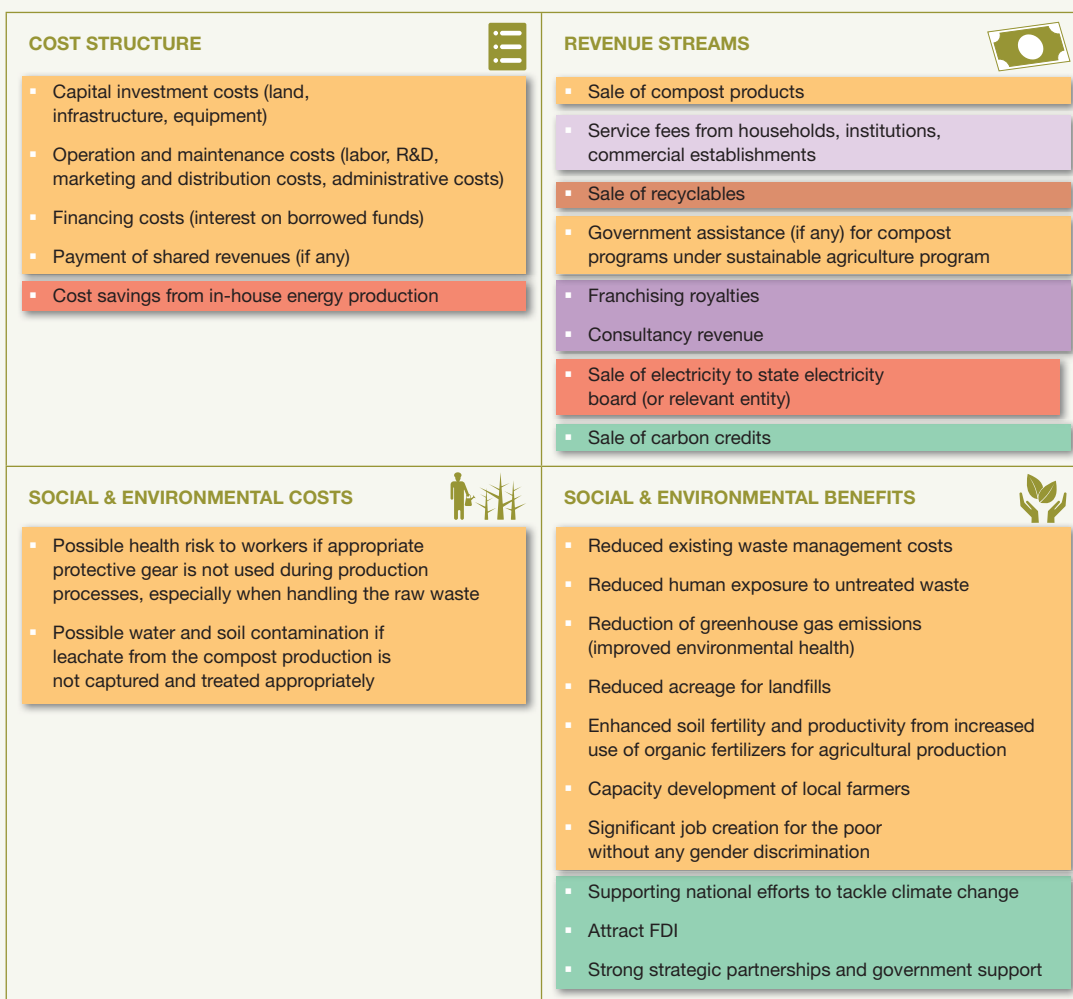 COST STRUCTURE
▪ Capital investment costs (land,
infrastructure, equipment)
▪ Operation and maintenance costs (labor, R&D,
marketing and distribution costs, administrative costs)
▪ Financing costs (interest on borrowed funds)
▪ Payment of shared revenues (if any)
▪ Cost savings from in-house energy production
REVENUE STREAMS
▪ Sale of compost products
▪ Service fees from households, institutions,
commercial establishments
▪ Sale of recyclables
▪ Government assistance (if any) for compost
programs under sustainable agriculture program
▪ Franchising royalties
▪ Consultancy revenue
▪ Sale of electricity to state electricity
board (or relevant entity)
▪ Sale of carbon credits
SOCIAL & ENVIRONMENTAL COSTS
▪ Possible health risk to workers if appropriate
protective gear is not used during production
processes, especially when handling the raw waste
▪ Possible water and soil contamination if
leachate from the compost production is
not captured and treated appropriately
SOCIAL & ENVIRONMENTAL BENEFITS
▪ Reduced existing waste management costs
▪ Reduced human exposure to untreated waste
▪ Reduction of greenhouse gas emissions
(improved environmental health)
▪ Reduced acreage for landfills
▪ Enhanced soil fertility and productivity from increased
use of organic fertilizers for agricultural production
▪ Capacity development of local farmers
▪ Significant job creation for the poor
without any gender discrimination
▪ Supporting national efforts to tackle climate change
▪ Attract FDI
▪ Strong strategic partnerships and government support